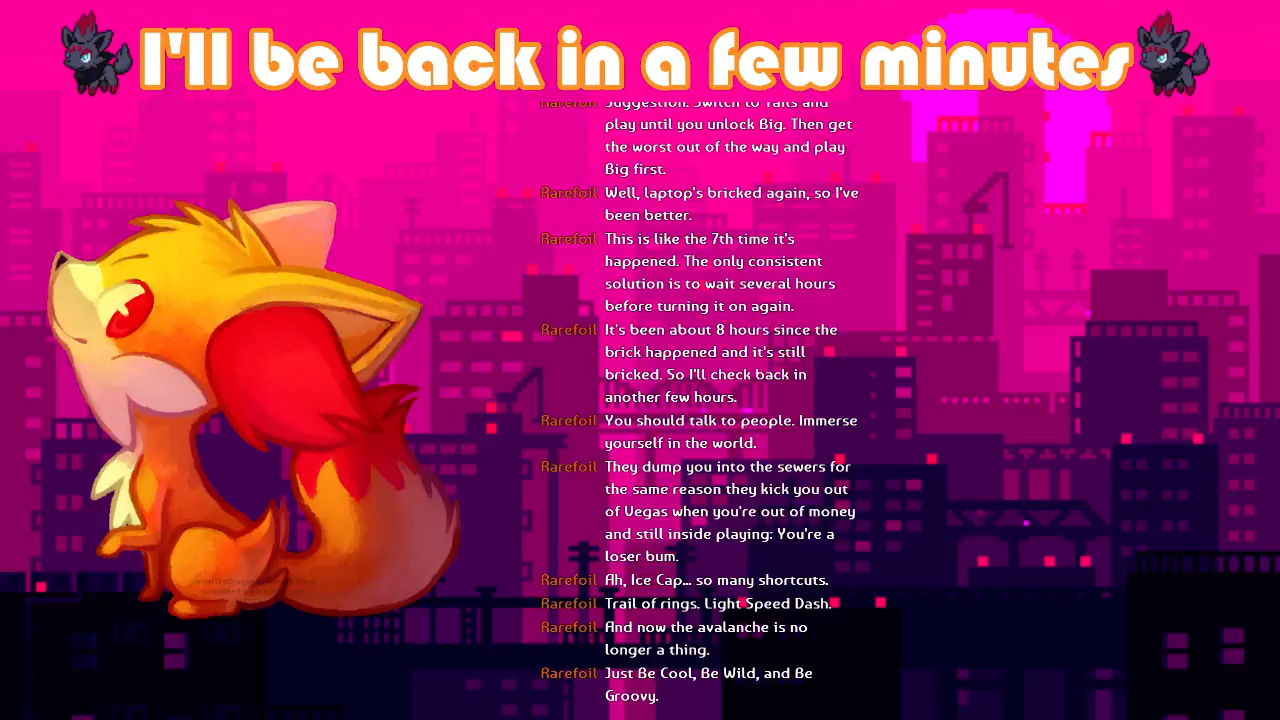 I'll be back in a few minutes
Rarefoil Suggestion: Switch to Tails and
play until you unlock Big. Then get
the worst out of the way and play
Big first.
Rarefoil Well, laptop's bricked again, so I've
been better.
Rarefoil This is like the 7th time it's
happened. The only consistent
solution is to wait several hours
before turning it on again.
Rarefoil It's been about 8 hours since the
brick happened and it's still
bricked. So I'll check back in
another few hours.
Rarefoil You should talk to people. Immerse
yourself in the world.
Rarefoil They dump you into the sewers for
the same reason they kick you out
of Vegas when you're out of money
and still inside playing: You're a
loser bum.
Rarefoil Ah, Ice Cap... so many shortcuts.
Rarefoil Trail of rings. Light Speed Dash.
Rarefoil And now the avalanche is no
longer a thing.
Rarefoil Just Be Cool, Be Wild, and Be
Groovy.